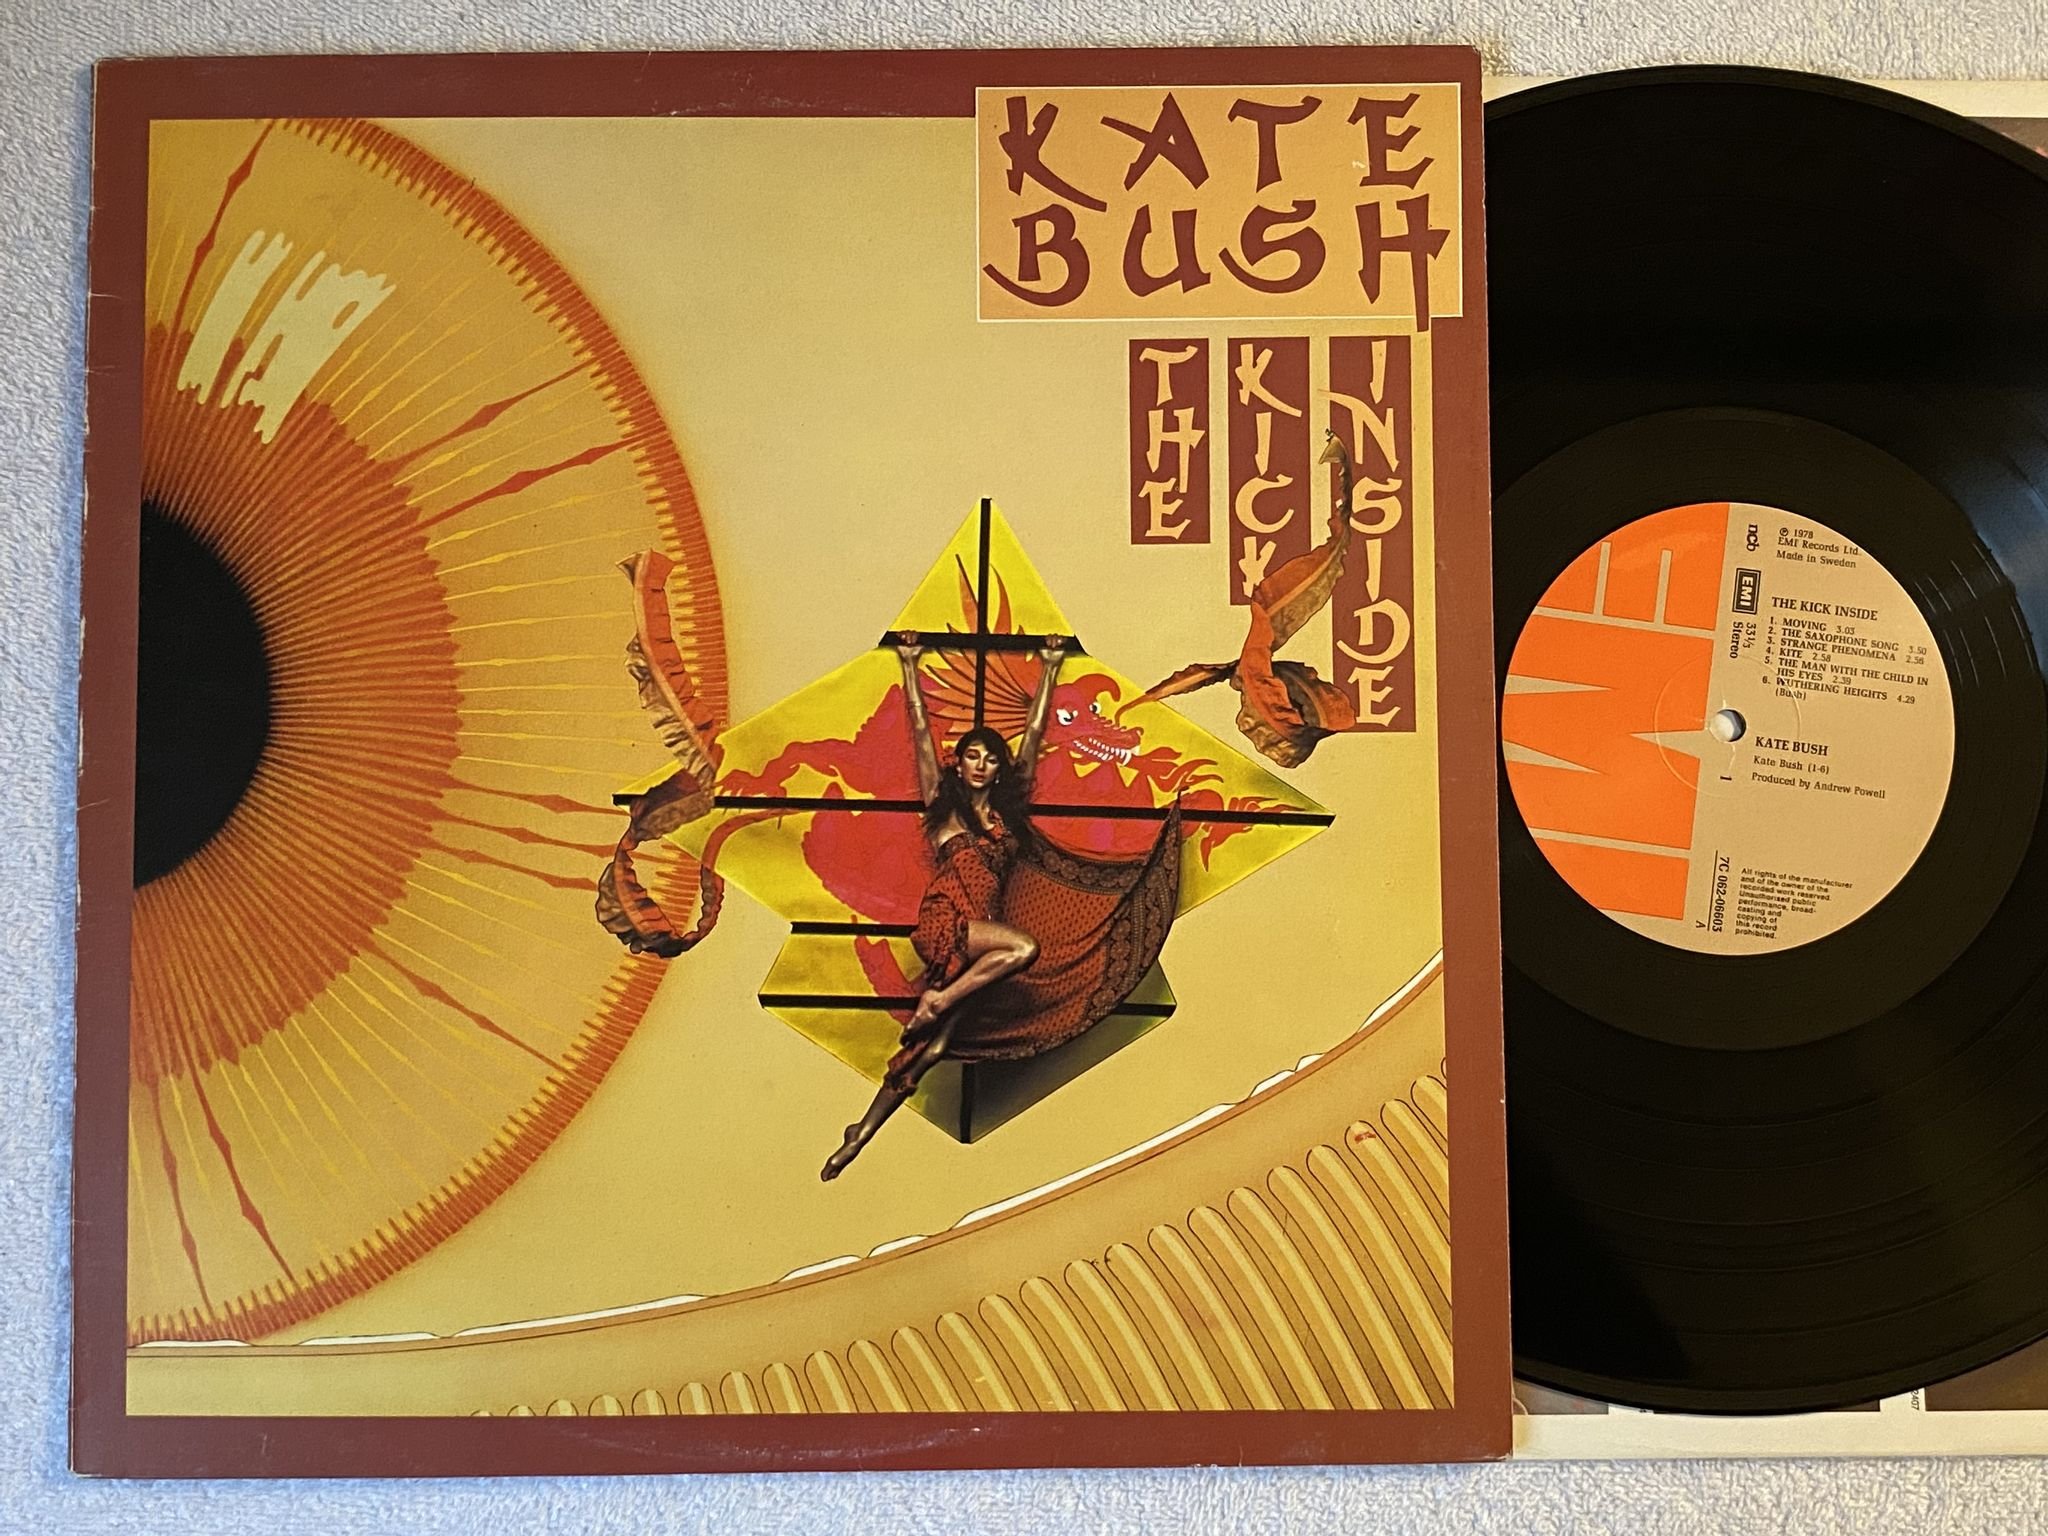 KATE
BUSH
THE
KICK
INSIDE
ncb
EMI
33 1/3
Stereo
℗ 1978
EMI Records Ltd.
Made in Sweden
THE KICK INSIDE
1. MOVING 3.03
2. THE SAXOPHONE SONG 3.50
3. STRANGE PHENOMENA 2.56
4. KITE 2.58
5. THE MAN WITH THE CHILD IN
HIS EYES 2.39
6. WUTHERING HEIGHTS 4.29
(Bush)
KATE BUSH
Kate Bush (1-6)
Produced by Andrew Powell
1
7C 062-06603
A
All rights of the manufacturer
and of the owner of the
recorded work reserved.
Unauthorised public
performance, broad-
casting and
copying of
this record
prohibited.
EMI
2407